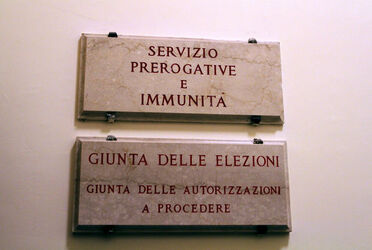 SERVIZIO
PREROGATIVE
E
IMMUNITÀ
GIUNTA DELLE ELEZIONI
GIUNTA DELLE AUTORIZZAZIONI
A PROCEDERE